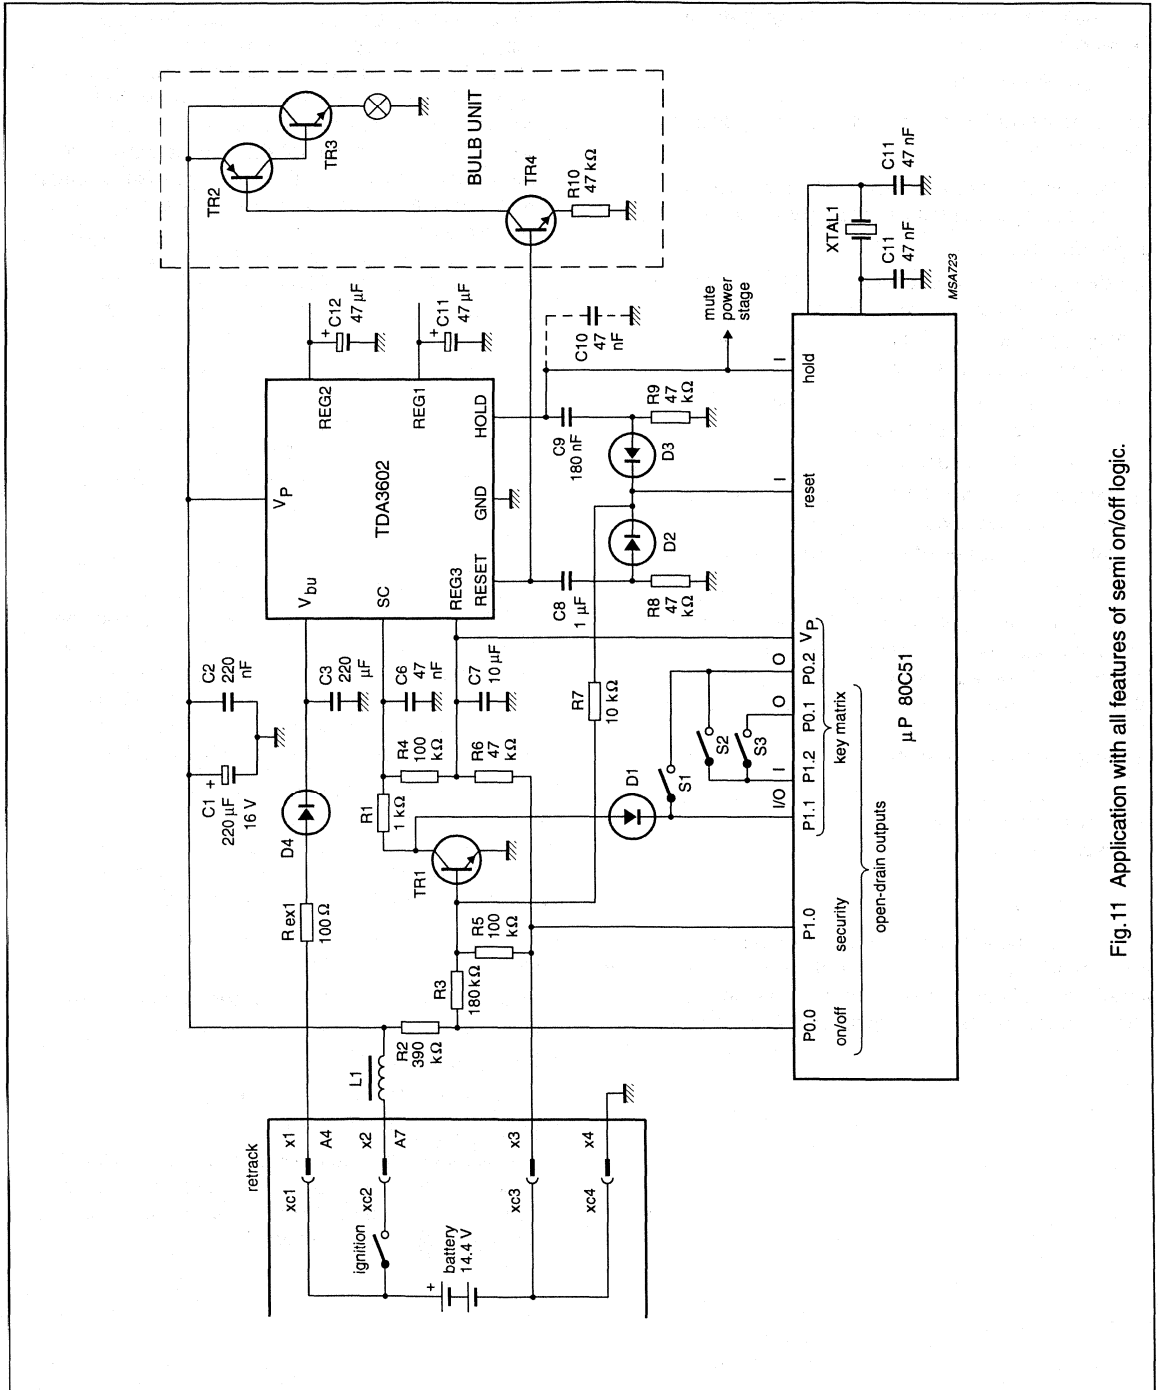 TR2
TR3
BULB UNIT
TR4
R10
47 kΩ
C11
47 nF
XTAL1
C11
47 nF
MSA723
C12
+
47 µF
C11
+
47 µF
REG2
REG1
HOLD
VP
TDA3602
GND
Vbu
SC
REG3
RESET
C10
47
nF
mute
power
stage
I
hold
R9
47
kΩ
C9
180 nF
D3
D2
I
reset
C8
1 µF
R8
47
kΩ
C2
220
nF
C1
+
220 µF
16 V
C3
220
µF
C6
47
nF
C7
10 µF
D4
R4
100
kΩ
R6
47
kΩ
R1
1 kΩ
R7
10 kΩ
TR1
D1
S1
S2
S3
VP
O
P0.2
O
P0.1
I
P1.2
I/O
P1.1
key matrix
µP 80C51
open-drain outputs
P1.0
security
P0.0
on/off
R ex1
100 Ω
R5
100
kΩ
R3
180 kΩ
R2
390
kΩ
L1
retrack
x1
A4
x2
A7
x3
x4
xc1
xc2
xc3
xc4
ignition
+
battery
14.4 V
Fig.11 Application with all features of semi on/off logic.